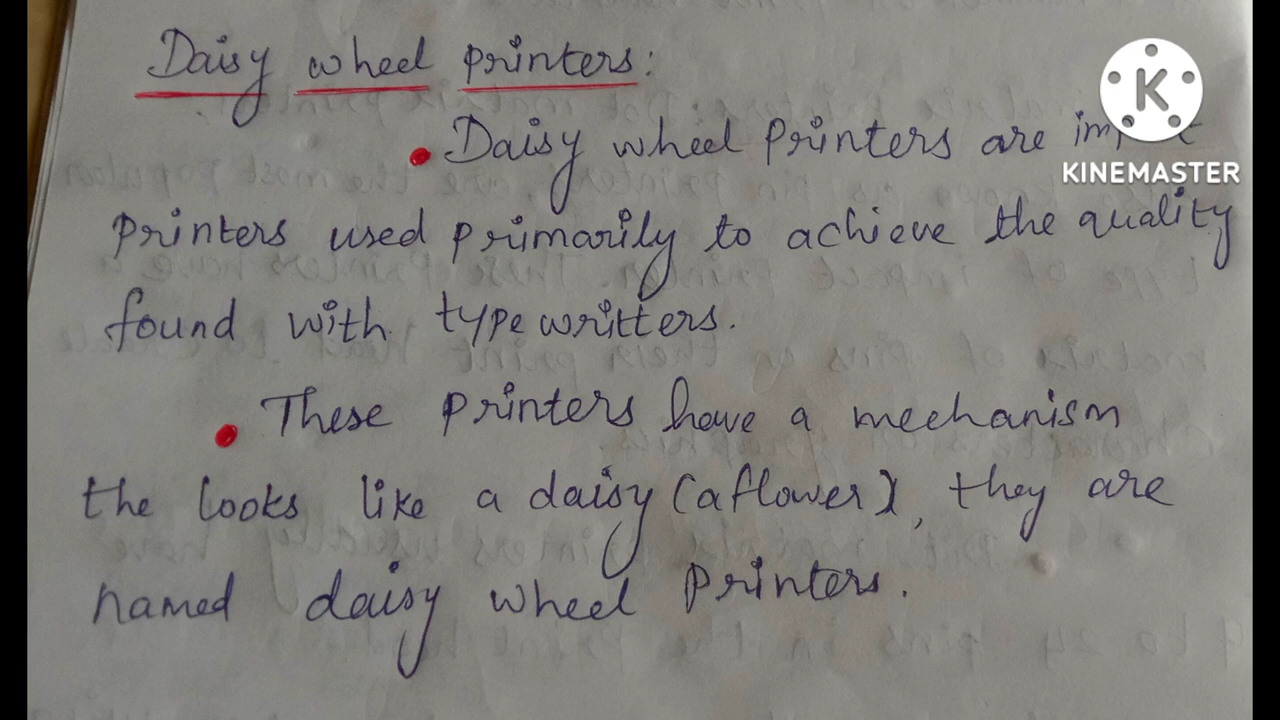 Daisy wheel printers:
KINEMASTER
• Daisy wheel printers are
printers used primarily to achieve the quality
found with typewritters.
• These printers have a mechanism
the looks like a daisy (a flower), they are
named daisy wheel printers.